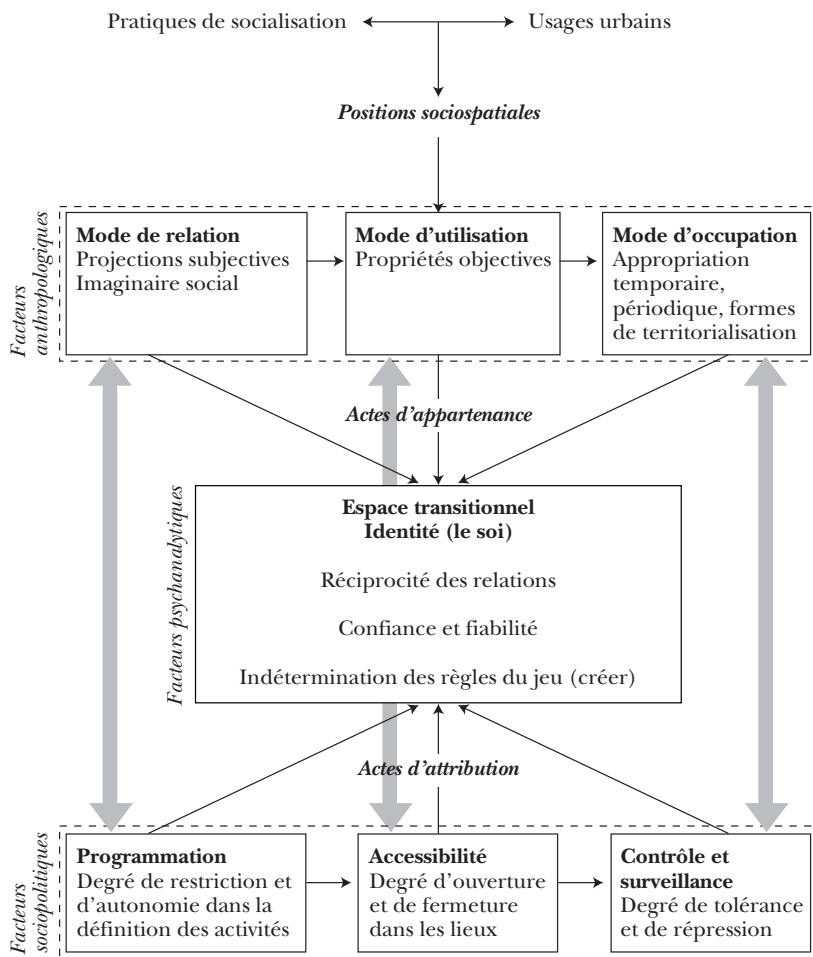 Pratiques de socialisation
Usages urbains
Positions sociospatiales
Facteurs
anthropologiques
Mode de relation
Projections subjectives
Imaginaire social
Mode d'utilisation
Propriétés objectives
Mode d'occupation
Appropriation
temporaire,
périodique, formes
de territorialisation
Actes d'appartenance
Facteurs psychanalytiques
Espace transitionnel
Identité (le soi)
Réciprocité des relations
Confiance et fiabilité
Indétermination des règles du jeu (créer)
Actes d'attribution
Facteurs
sociopolitiques
Programmation
Degré de restriction et
d'autonomie dans la
définition des activités
Accessibilité
Degré d'ouverture
et de fermeture
dans les lieux
Contrôle et
surveillance
Degré de tolérance
et de répression